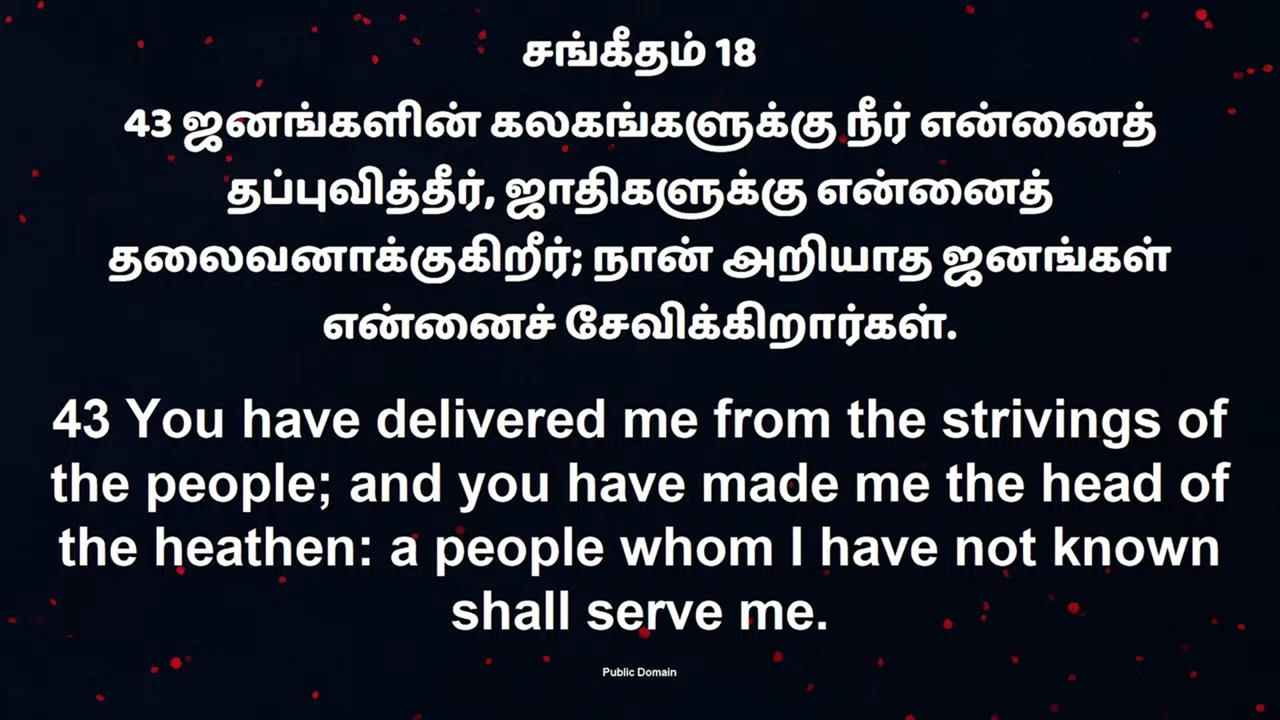 சங்கீதம் 18
43 ஜனங்களின் கலகங்களுக்கு நீர் என்னைத்
தப்புவித்தீர், ஜாதிகளுக்கு என்னைத்
தலைவனாக்குகிறீர்; நான் அறியாத ஜனங்கள்
என்னைச் சேவிக்கிறார்கள்.
43 You have delivered me from the strivings of
the people; and you have made me the head of
the heathen: a people whom I have not known
shall serve me.
Public Domain